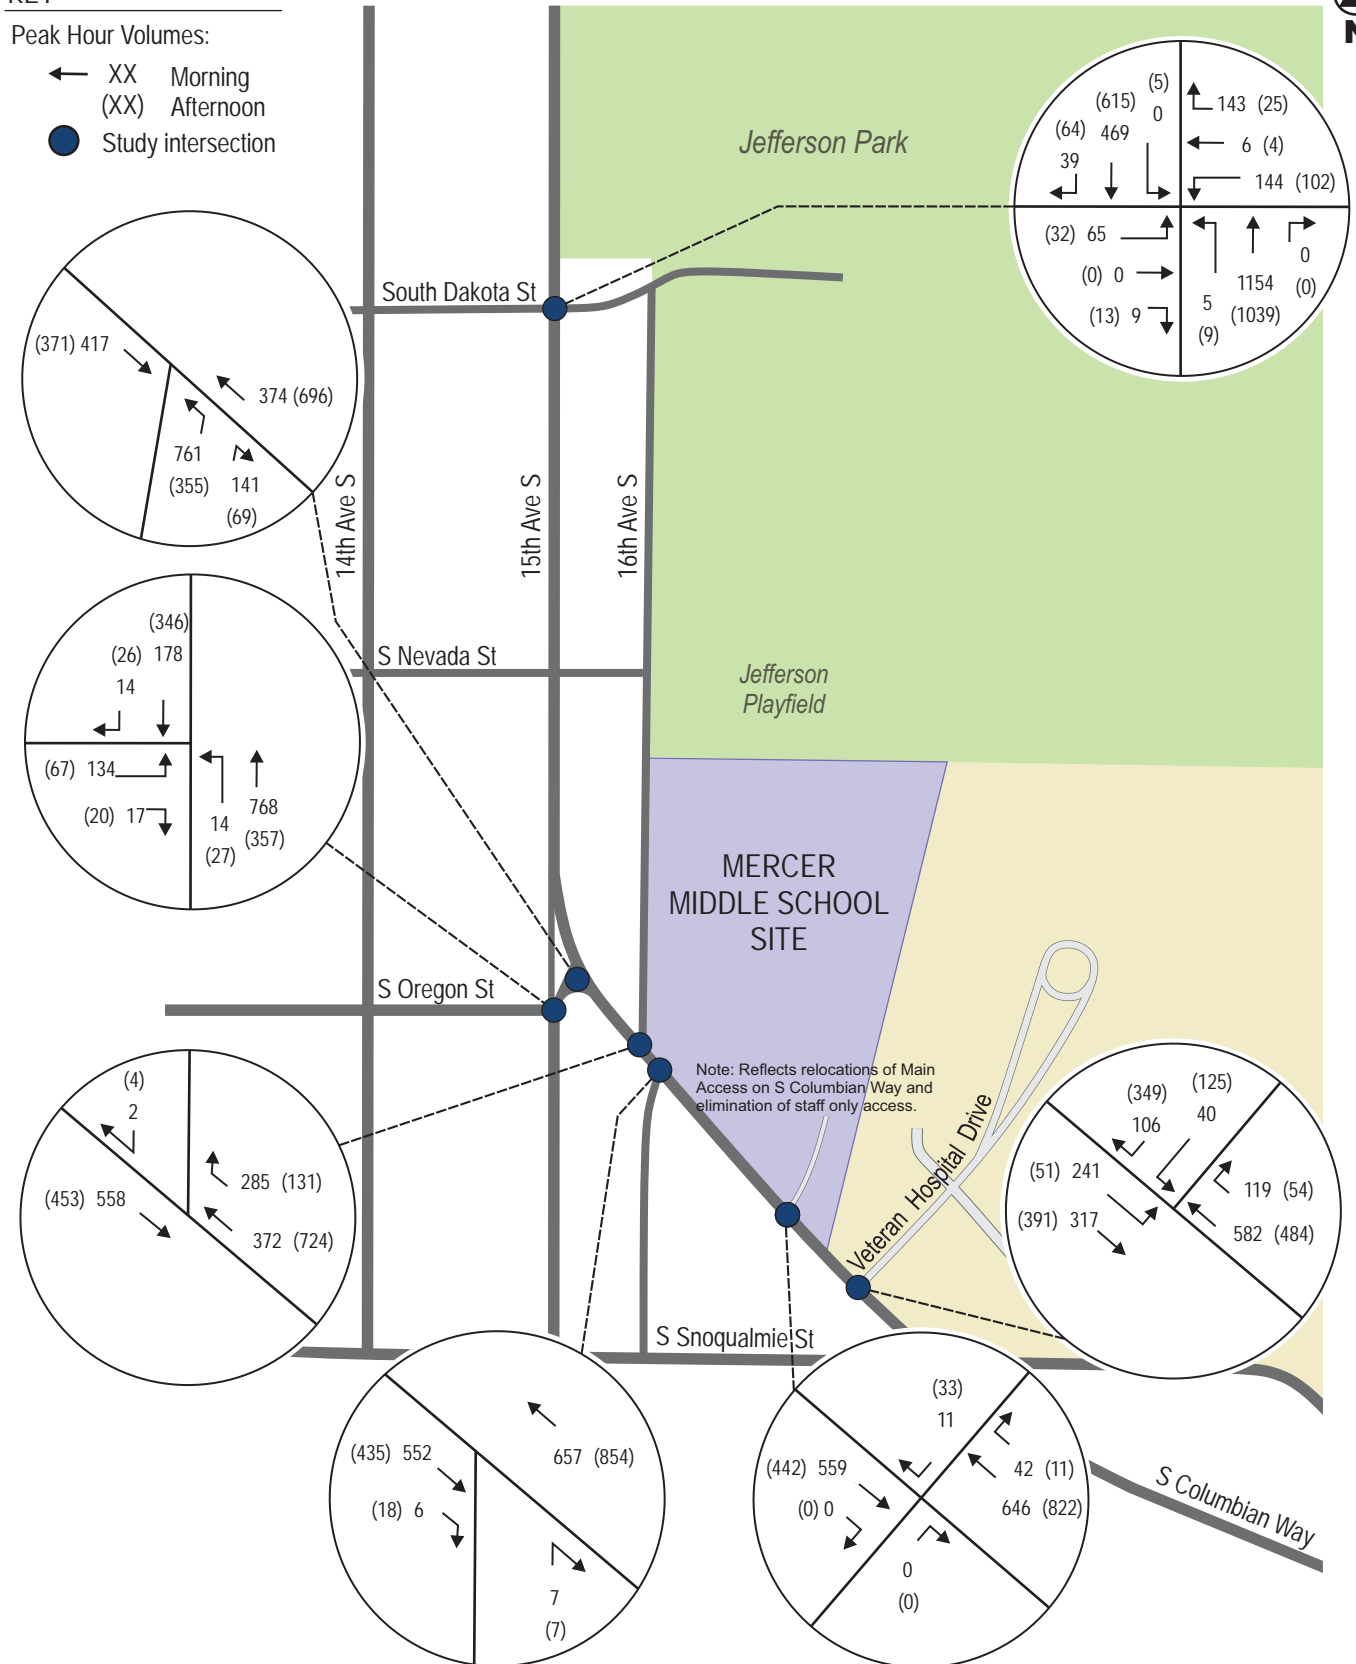 Peak Hour Volumes:
XX Morning
(XX) Afternoon
Study intersection
N
Jefferson Park
(5)
(615) 0
(64) 469
39
143 (25)
6 (4)
144 (102)
(32) 65
(0) 0
(13) 9
5
(9)
1154
(1039)
0
(0)
South Dakota St
(371) 417
374 (696)
761
(355)
141
(69)
14th Ave S
15th Ave S
16th Ave S
S Nevada St
Jefferson
Playfield
(346)
(26) 178
14
(67) 134
(20) 17
14
(27)
768
(357)
MERCER
MIDDLE SCHOOL
SITE
S Oregon St
Note: Reflects relocations of Main
Access on S Columbian Way and
elimination of staff only access.
Veteran Hospital Drive
(4)
2
285 (131)
(453) 558
372 (724)
(349)
106
(125)
40
(51) 241
(391) 317
119 (54)
582 (484)
S Snoqualmie St
(435) 552
(18) 6
657 (854)
7
(7)
(33)
11
(442) 559
(0) 0
42 (11)
646 (822)
0
(0)
S Columbian Way